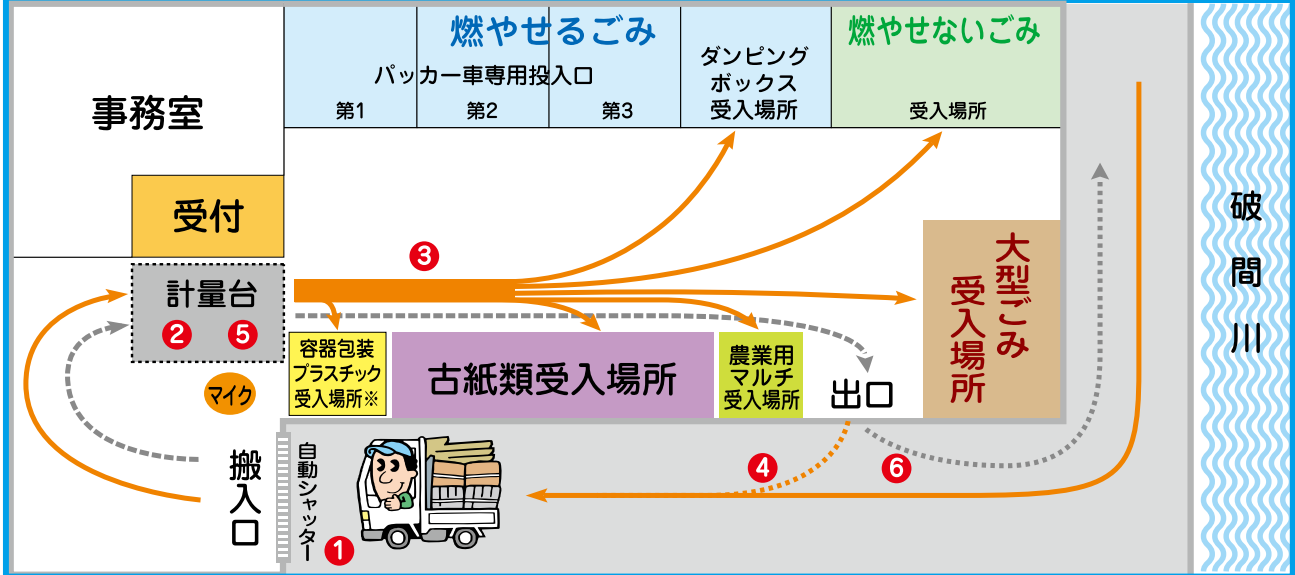 燃やせるごみ
燃やせないごみ
パッカー車専用投入口
第1
第2
第3
ダンピング
ボックス
受入場所
受入場所
事務室
受付
計量台
❷
❺
❸
マイク
容器包装
プラスチック
受入場所※
古紙類受入場所
農業用
マルチ
受入場所
出口
大型ごみ
受入場所
破間川
搬入口
自動シャッター
❶
❹
❻